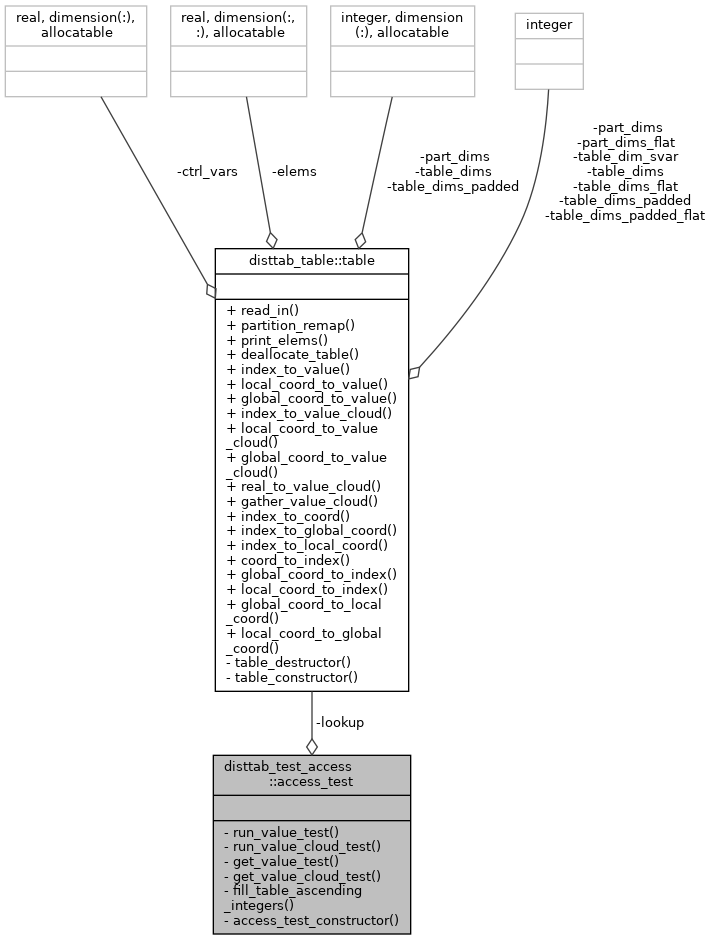 real, dimension(:),
allocatable
real, dimension(:,
:), allocatable
integer, dimension
(:), allocatable
integer
-ctrl_vars
-elems
-part_dims
-table_dims
-table_dims_padded
-part_dims
-part_dims_flat
-table_dim_svar
-table_dims
-table_dims_flat
-table_dims_padded
-table_dims_padded_flat
disttab_table::table
+ read_in()
+ partition_remap()
+ print_elems()
+ deallocate_table()
+ index_to_value()
+ local_coord_to_value()
+ global_coord_to_value()
+ index_to_value_cloud()
+ local_coord_to_value
_cloud()
+ global_coord_to_value
_cloud()
+ real_to_value_cloud()
+ gather_value_cloud()
+ index_to_coord()
+ index_to_global_coord()
+ index_to_local_coord()
+ coord_to_index()
+ global_coord_to_index()
+ local_coord_to_index()
+ global_coord_to_local
_coord()
+ local_coord_to_global
_coord()
- table_destructor()
- table_constructor()
-lookup
disttab_test_access
::access_test
- run_value_test()
- run_value_cloud_test()
- get_value_test()
- get_value_cloud_test()
- fill_table_ascending
_integers()
- access_test_constructor()